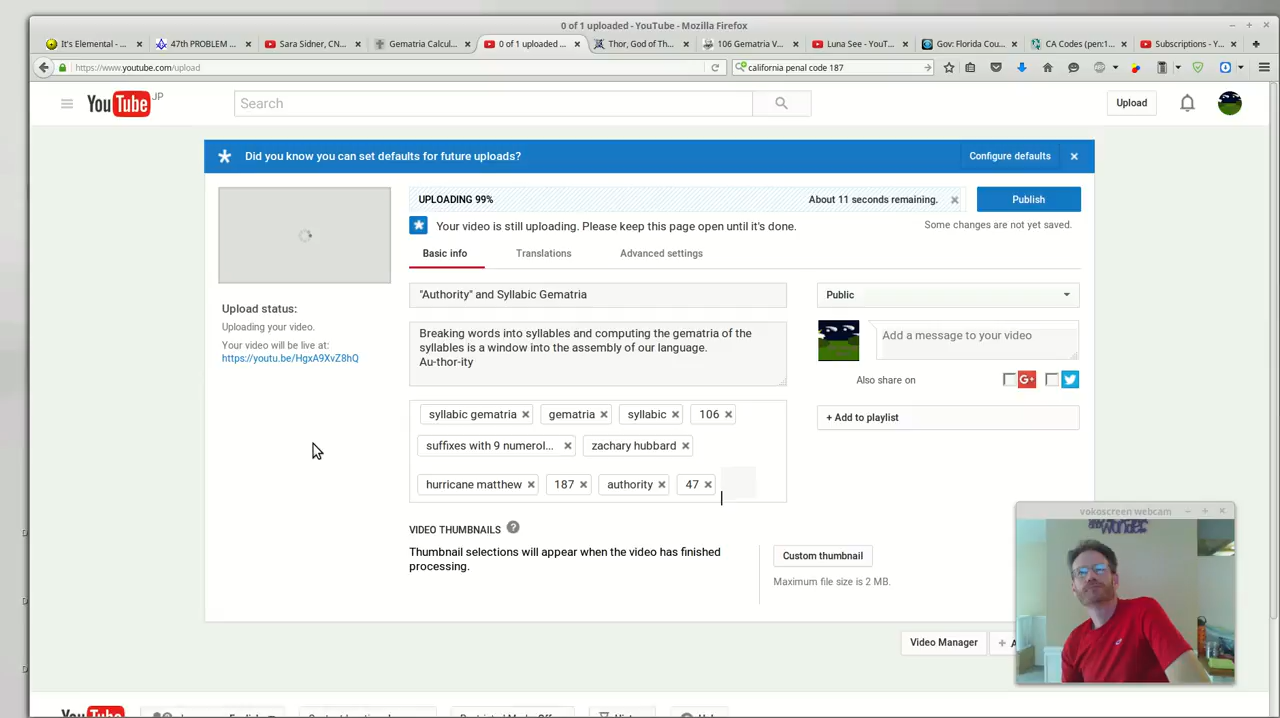 0 of 1 uploaded - YouTube - Mozilla Firefox
It's Elemental - ...
47th PROBLEM ...
Sara Sidner, CN...
Gematria Calcul...
0 of 1 uploaded ...
Thor, God of Th...
106 Gematria V...
Luna See - YouT...
Gov: Florida Cou...
CA Codes (pen:1...
Subscriptions - Y...
https://www.youtube.com/upload
california penal code 187
YouTube JP
Search
Upload
Did you know you can set defaults for future uploads?
Configure defaults
UPLOADING 99%
About 11 seconds remaining.
Publish
Your video is still uploading. Please keep this page open until it's done.
Some changes are not yet saved.
Basic info
Translations
Advanced settings
"Authority" and Syllabic Gematria
Public
Upload status:
Uploading your video.
Your video will be live at:
https://youtu.be/HgxA9XvZ8hQ
Breaking words into syllables and computing the gematria of the
syllables is a window into the assembly of our language.
Au-thor-ity
Add a message to your video
Also share on
G+
syllabic gematria
gematria
syllabic
106
+ Add to playlist
suffixes with 9 numerol...
zachary hubbard
hurricane matthew
187
authority
47
VIDEO THUMBNAILS
Thumbnail selections will appear when the video has finished
processing.
Custom thumbnail
Maximum file size is 2 MB.
vokoscreen webcam
wonder
Video Manager
+ A